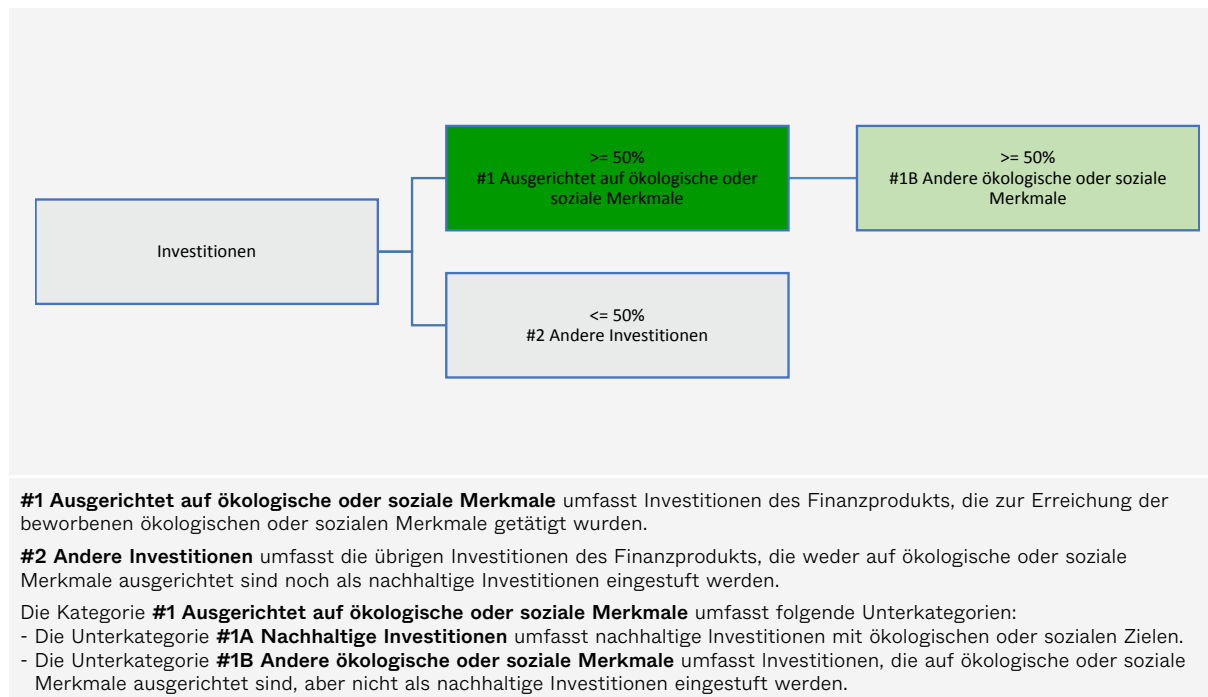 >= 50%
#1 Ausgerichtet auf ökologische oder
soziale Merkmale
>= 50%
#1B Andere ökologische oder soziale
Merkmale
Investitionen
<= 50%
#2 Andere Investitionen
#1 Ausgerichtet auf ökologische oder soziale Merkmale umfasst Investitionen des Finanzprodukts, die zur Erreichung der
beworbenen ökologischen oder sozialen Merkmale getätigt wurden.
#2 Andere Investitionen umfasst die übrigen Investitionen des Finanzprodukts, die weder auf ökologische oder soziale
Merkmale ausgerichtet sind noch als nachhaltige Investitionen eingestuft werden.
Die Kategorie #1 Ausgerichtet auf ökologische oder soziale Merkmale umfasst folgende Unterkategorien:
- Die Unterkategorie #1A Nachhaltige Investitionen umfasst nachhaltige Investitionen mit ökologischen oder sozialen Zielen.
- Die Unterkategorie #1B Andere ökologische oder soziale Merkmale umfasst Investitionen, die auf ökologische oder soziale
Merkmale ausgerichtet sind, aber nicht als nachhaltige Investitionen eingestuft werden.